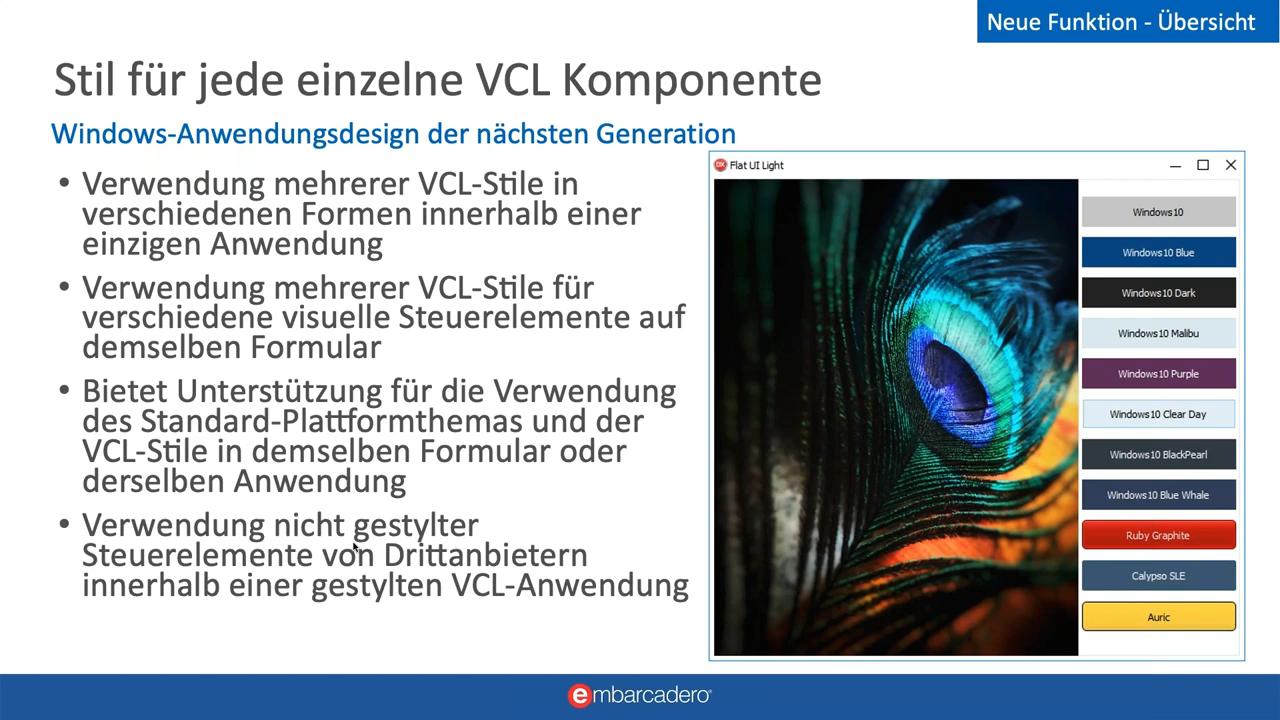 Neue Funktion - Übersicht
Stil für jede einzelne VCL Komponente
Windows-Anwendungsdesign der nächsten Generation
• Verwendung mehrerer VCL-Stile in
verschiedenen Formen innerhalb einer
einzigen Anwendung
• Verwendung mehrerer VCL-Stile für
verschiedene visuelle Steuerelemente auf
demselben Formular
• Bietet Unterstützung für die Verwendung
des Standard-Plattformthemas und der
VCL-Stile in demselben Formular oder
derselben Anwendung
• Verwendung nicht gestylter
Steuerelemente von Drittanbietern
innerhalb einer gestylten VCL-Anwendung
DX Flat UI Light
Windows10
Windows10 Blue
Windows10 Dark
Windows10 Malibu
Windows10 Purple
Windows10 Clear Day
Windows10 BlackPearl
Windows10 Blue Whale
Ruby Graphite
Calypso SLE
Auric
embarcadero®